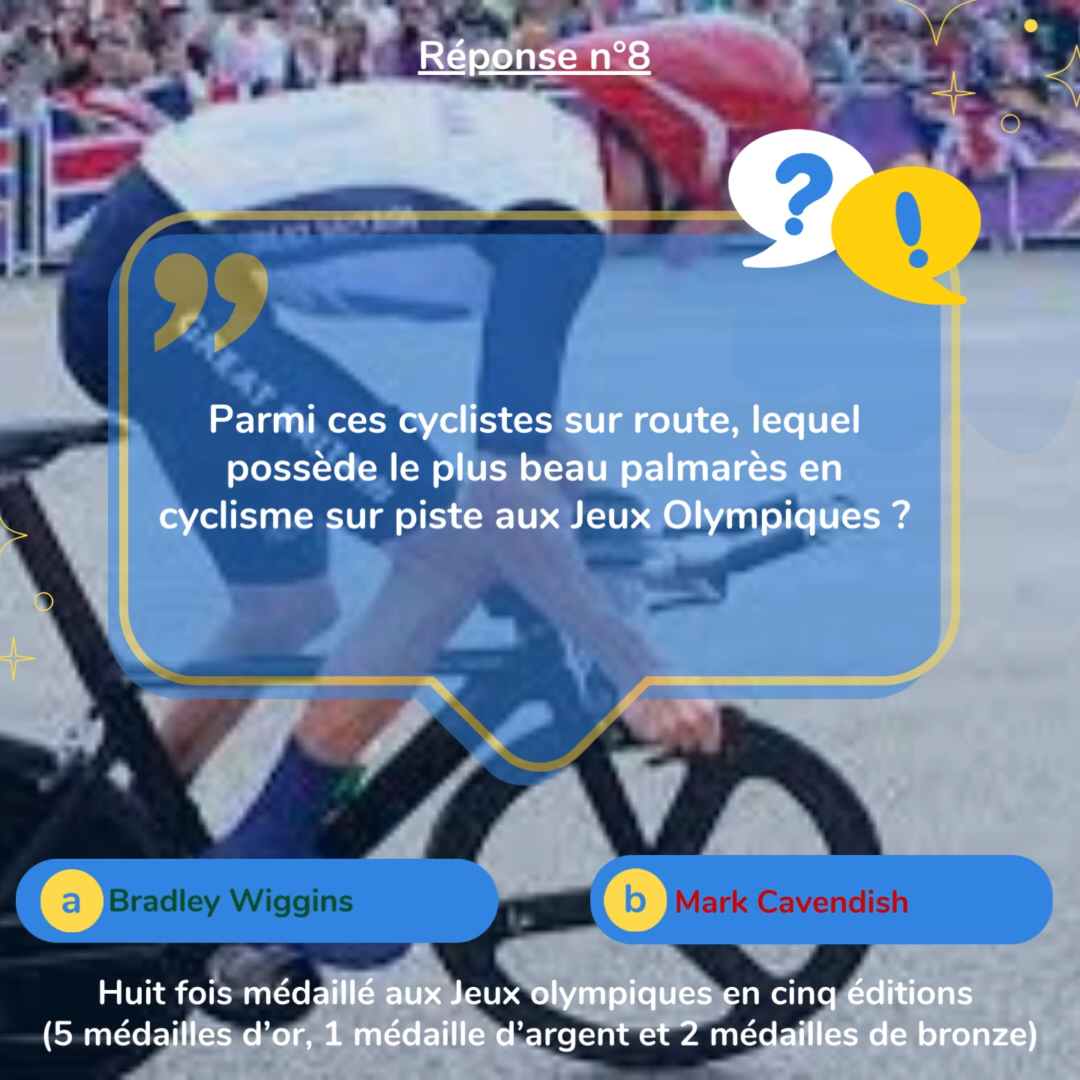 Réponse n°8
? !
GREAT
Parmi ces cyclistes sur route, lequel
possède le plus beau palmarès en
cyclisme sur piste aux Jeux Olympiques ?
a Bradley Wiggins
b Mark Cavendish
Huit fois médaillé aux Jeux olympiques en cinq éditions
(5 médailles d'or, 1 médaille d'argent et 2 médailles de bronze)